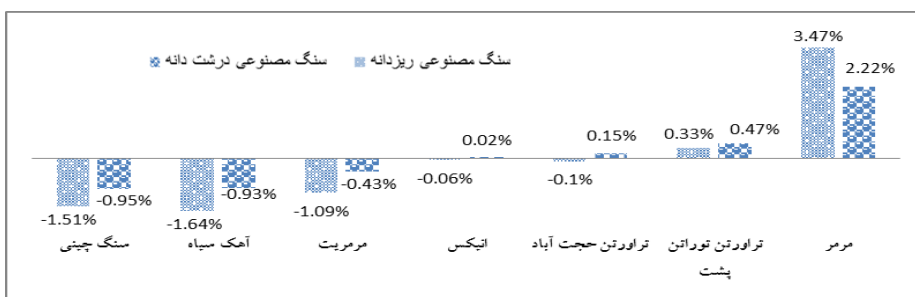 3.47%
سنگ مصنوعی ریزدانه
سنگ مصنوعی درشت دانه
2.22%
0.47%
0.33%
0.15%
0.02%
-0.1%
-0.06%
-0.43%
-1.09%
-0.93%
-1.64%
-0.95%
-1.51%
مرمر
تراورتن توراتن
پشت
تراورتن حجت آباد
انیکس
مرمریت
آهک سیاه
سنگ چینی